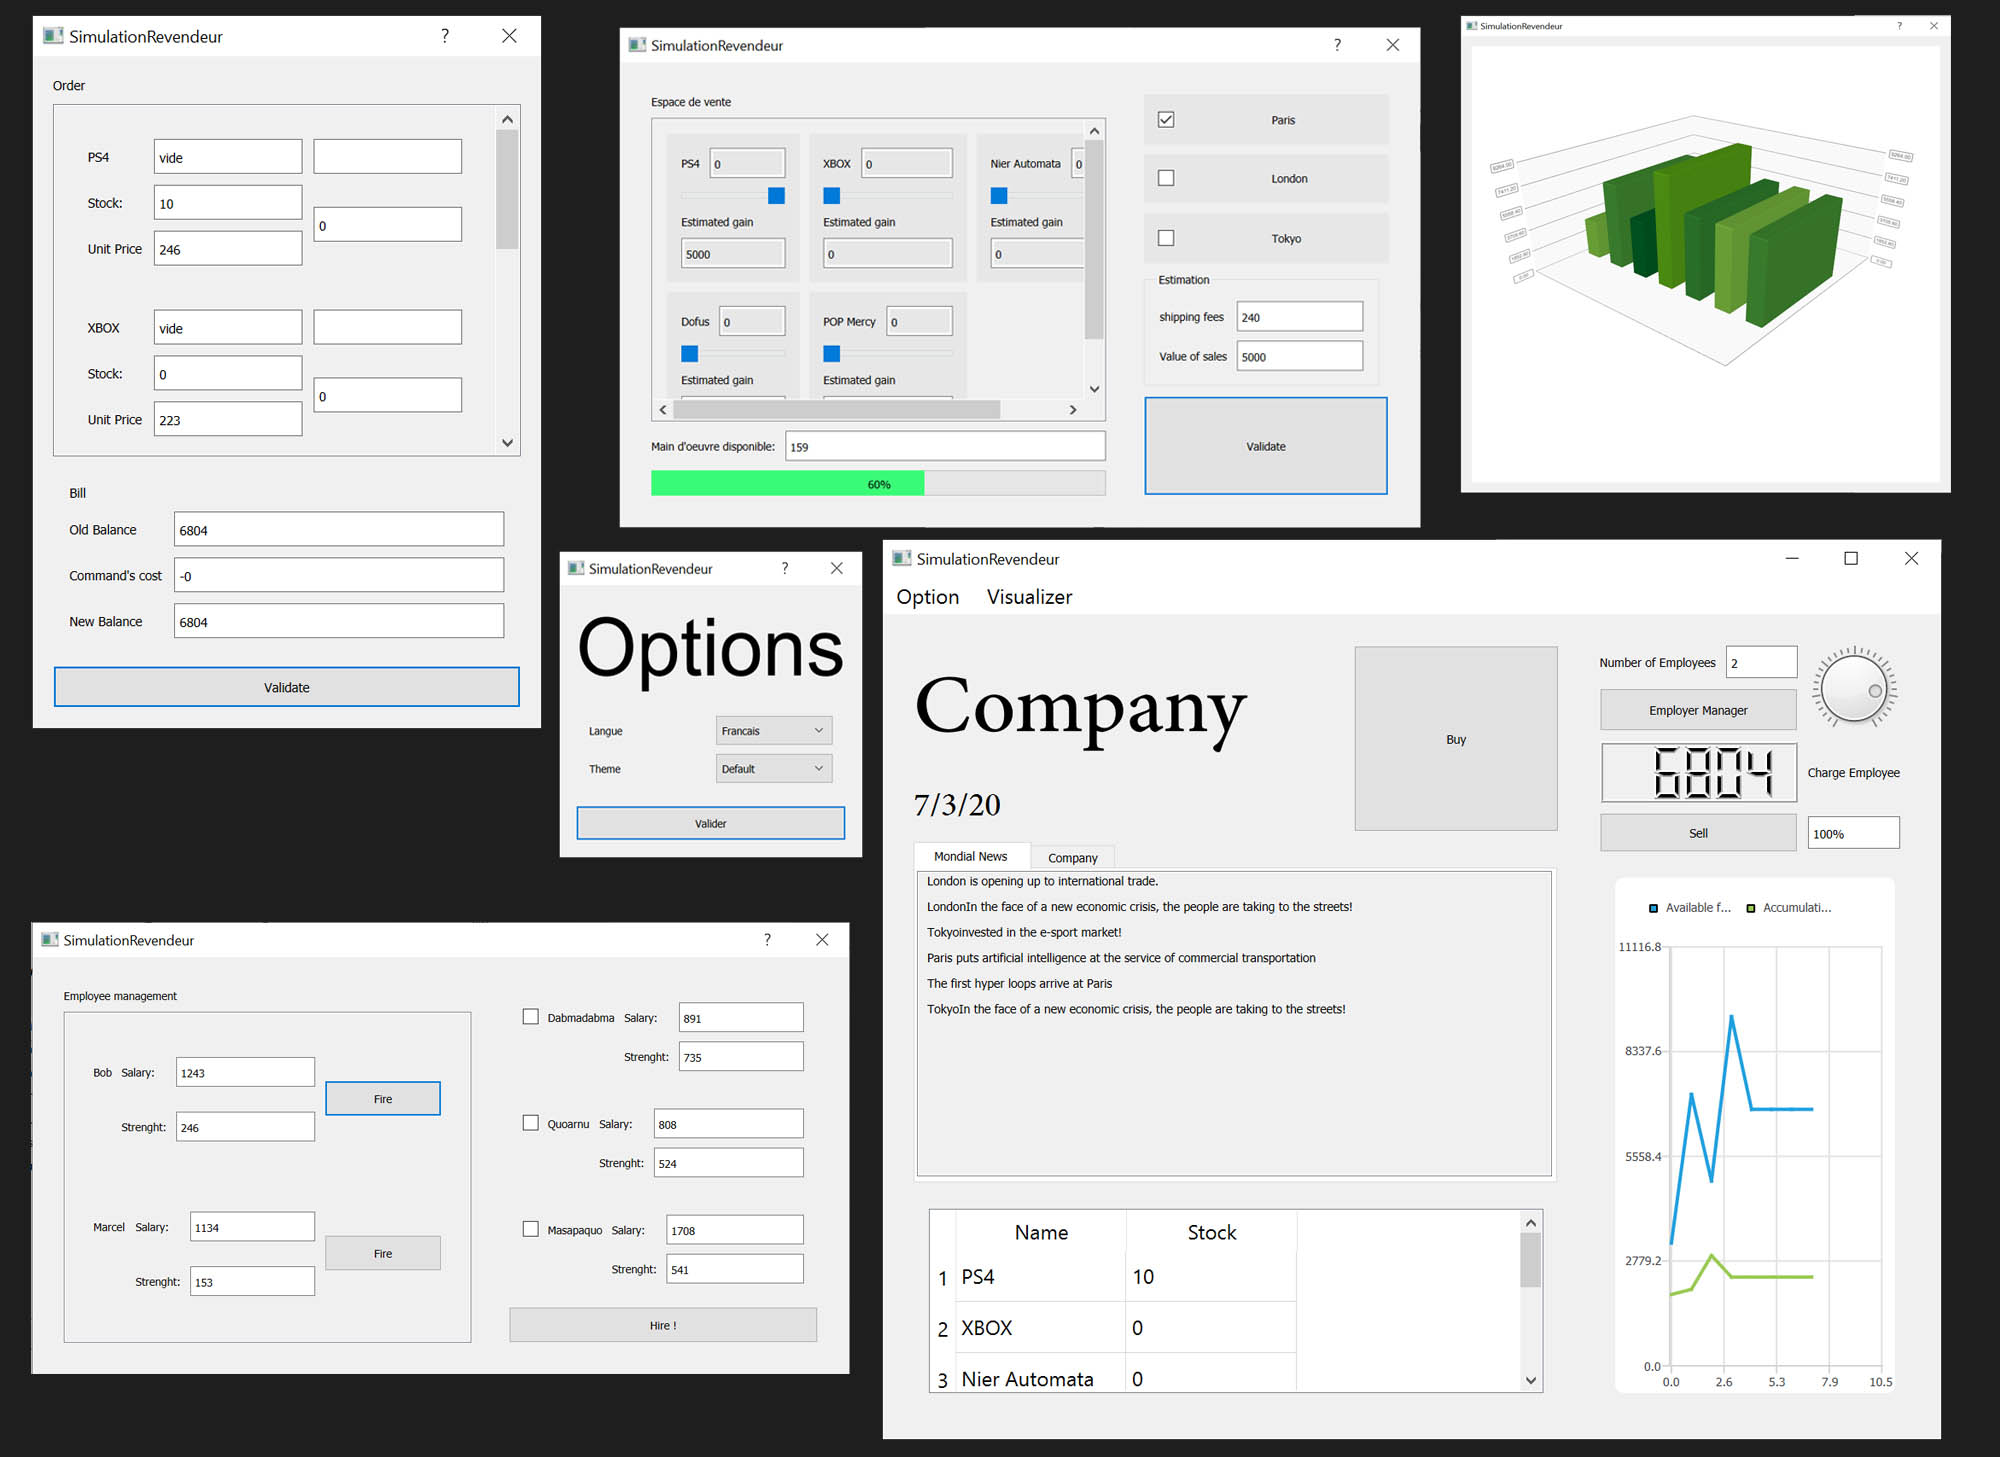 SimulationRevendeur ?
Order
PS4 vide
Stock: 10
0
Unit Price 246
XBOX vide
Stock: 0
0
Unit Price 223
Bill
Old Balance 6804
Command's cost -0
New Balance 6804
Validate
SimulationRevendeur ?
Espace de vente
PS4 0 XBOX 0 Nier Automata 0
Estimated gain Estimated gain Estimated gain
5000 0 0
Dofus 0 POP Mercy 0
Estimated gain Estimated gain
Main d'oeuvre disponible: 159
60%
Paris
London
Tokyo
Estimation
shipping fees 240
Value of sales 5000
Validate
SimulationRevendeur ?
SimulationRevendeur ?
Options
Langue Francais
Theme Default
Valider
SimulationRevendeur
Option Visualizer
Company
7/3/20
Buy
Number of Employees 2
Employer Manager
6804 Charge Employee
Sell 100%
Mondial News Company
London is opening up to international trade.
LondonIn the face of a new economic crisis, the people are taking to the streets!
Tokyoinvested in the e-sport market!
Paris puts artificial intelligence at the service of commercial transportation
The first hyper loops arrive at Paris
TokyoIn the face of a new economic crisis, the people are taking to the streets!
Name Stock
1 PS4 10
2 XBOX 0
3 Nier Automata 0
Available f... Accumulati...
11116.8
8337.6
5558.4
2779.2
0.0
0.0 2.6 5.3 7.9 10.5
SimulationRevendeur ?
Employee management
Bob Salary: 1243
Fire
Strenght: 246
Marcel Salary: 1134
Fire
Strenght: 153
Dabmadabma Salary: 891
Strenght: 735
Quoarnu Salary: 808
Strenght: 524
Masapaquo Salary: 1708
Strenght: 541
Hire !